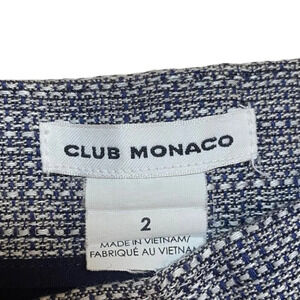 CLUB MONACO
2
MADE IN VIETNAM/
FABRIQUÉ AU VIETNAM